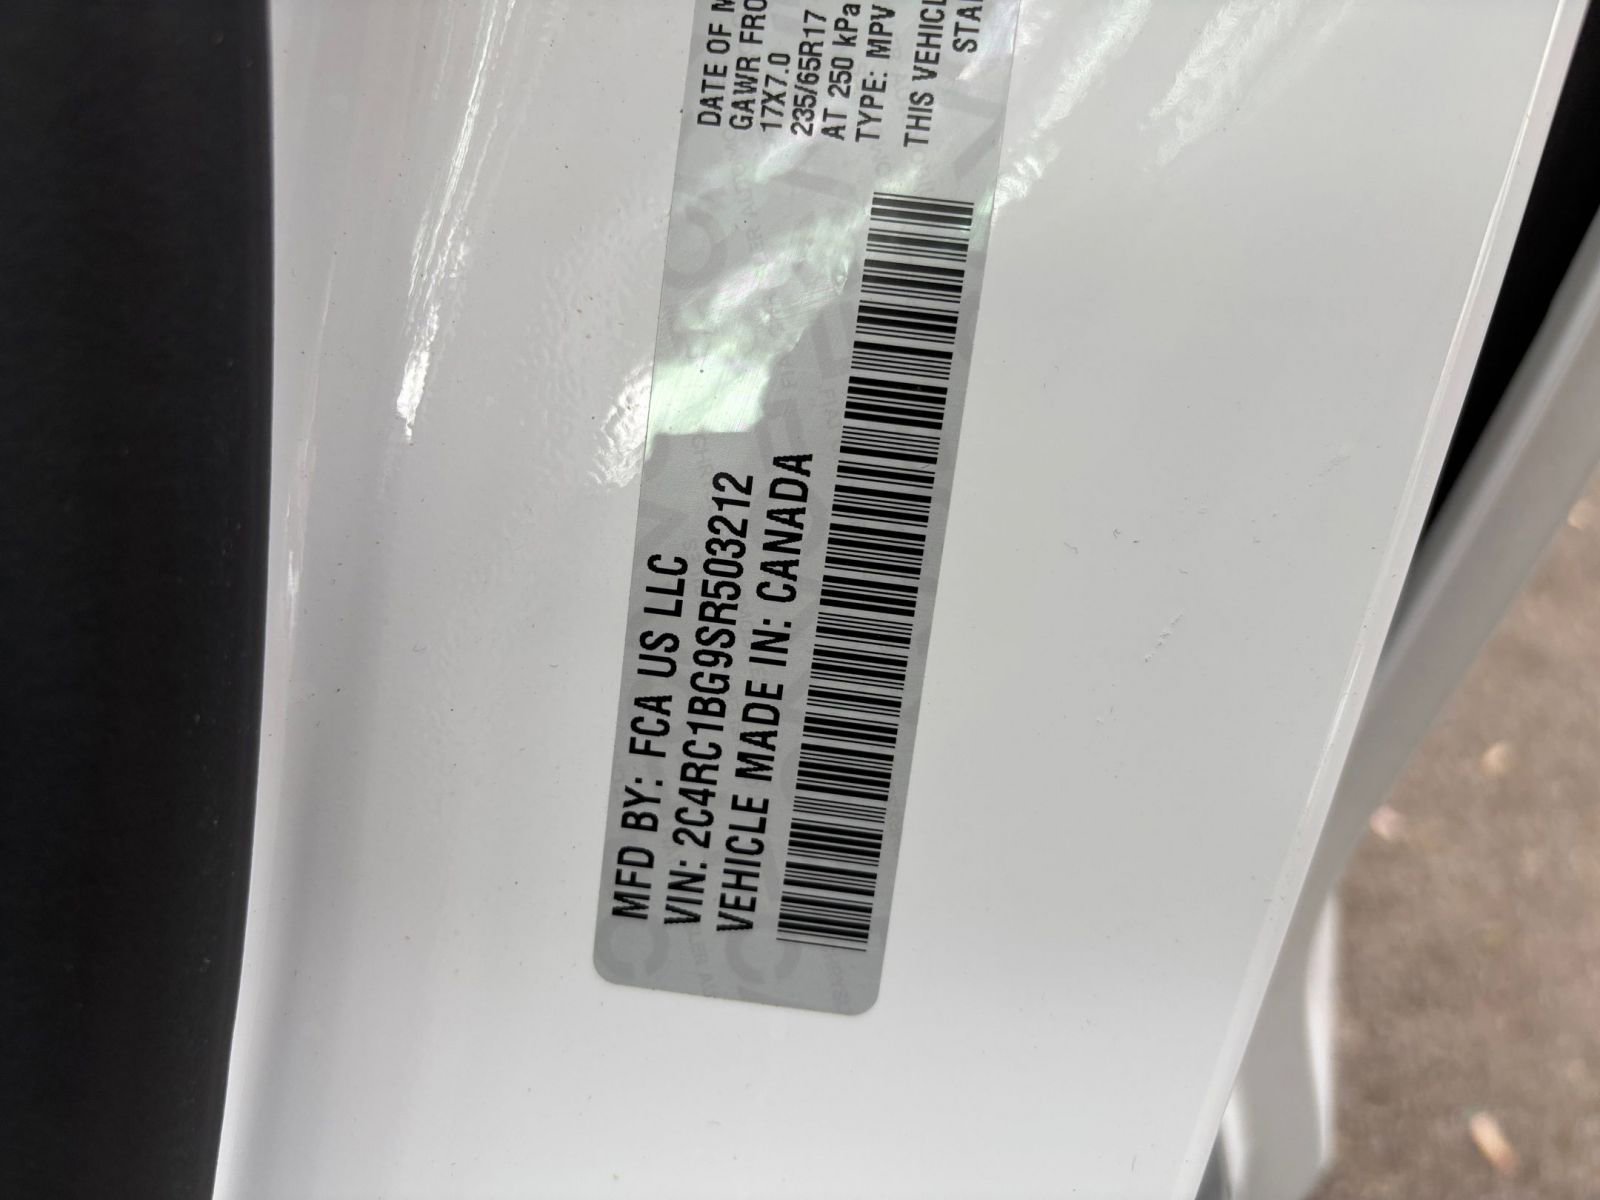 MFD BY: FCA US LLC
VIN: 2C4RC1BG9SR503212
VEHICLE MADE IN: CANADA
DATE OF M
GAWR FRO
17X7.0
235/65R17
AT 250 kPa
TYPE: MPV
THIS VEHICL
STA